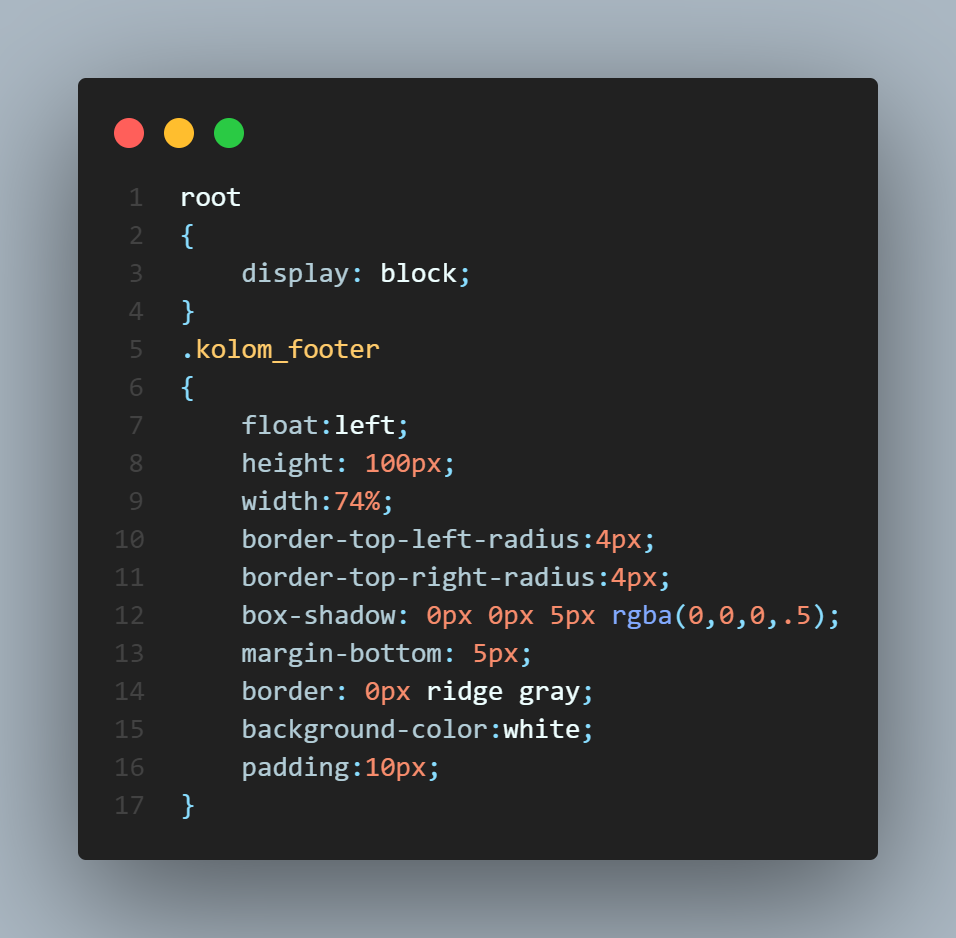 1 root
2 {
3     display: block;
4 }
5 .kolom_footer
6 {
7     float:left;
8     height: 100px;
9     width:74%;
10     border-top-left-radius:4px;
11     border-top-right-radius:4px;
12     box-shadow: 0px 0px 5px rgba(0,0,0,.5);
13     margin-bottom: 5px;
14     border: 0px ridge gray;
15     background-color:white;
16     padding:10px;
17 }